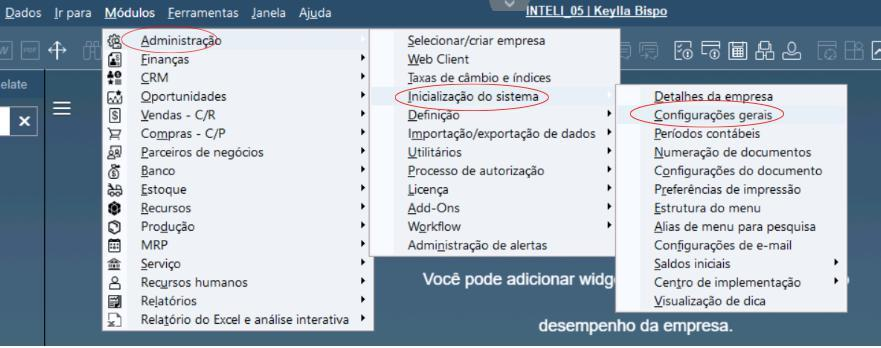 Dados Ir para Módulos Ferramentas Janela Ajuda
INTELI_05 | Keylla Bispo
PDF
elate
Administração
Finanças
CRM
Oportunidades
Vendas - C/R
Compras - C/P
Parceiros de negócios
Banco
Estoque
Recursos
Produção
MRP
Serviço
Recursos humanos
Relatórios
Relatório do Excel e análise interativa
Selecionar/criar empresa
Web Client
Taxas de câmbio e índices
Inicialização do sistema
Definição
Importação/exportação de dados
Utilitários
Processo de autorização
Licença
Add-Ons
Workflow
Administração de alertas
Detalhes da empresa
Configurações gerais
Períodos contábeis
Numeração de documentos
Configurações do documento
Preferências de impressão
Estrutura do menu
Alias de menu para pesquisa
Configurações de e-mail
Saldos iniciais
Centro de implementação
Visualização de dica
Você pode adicionar widg
desempenho da empresa.